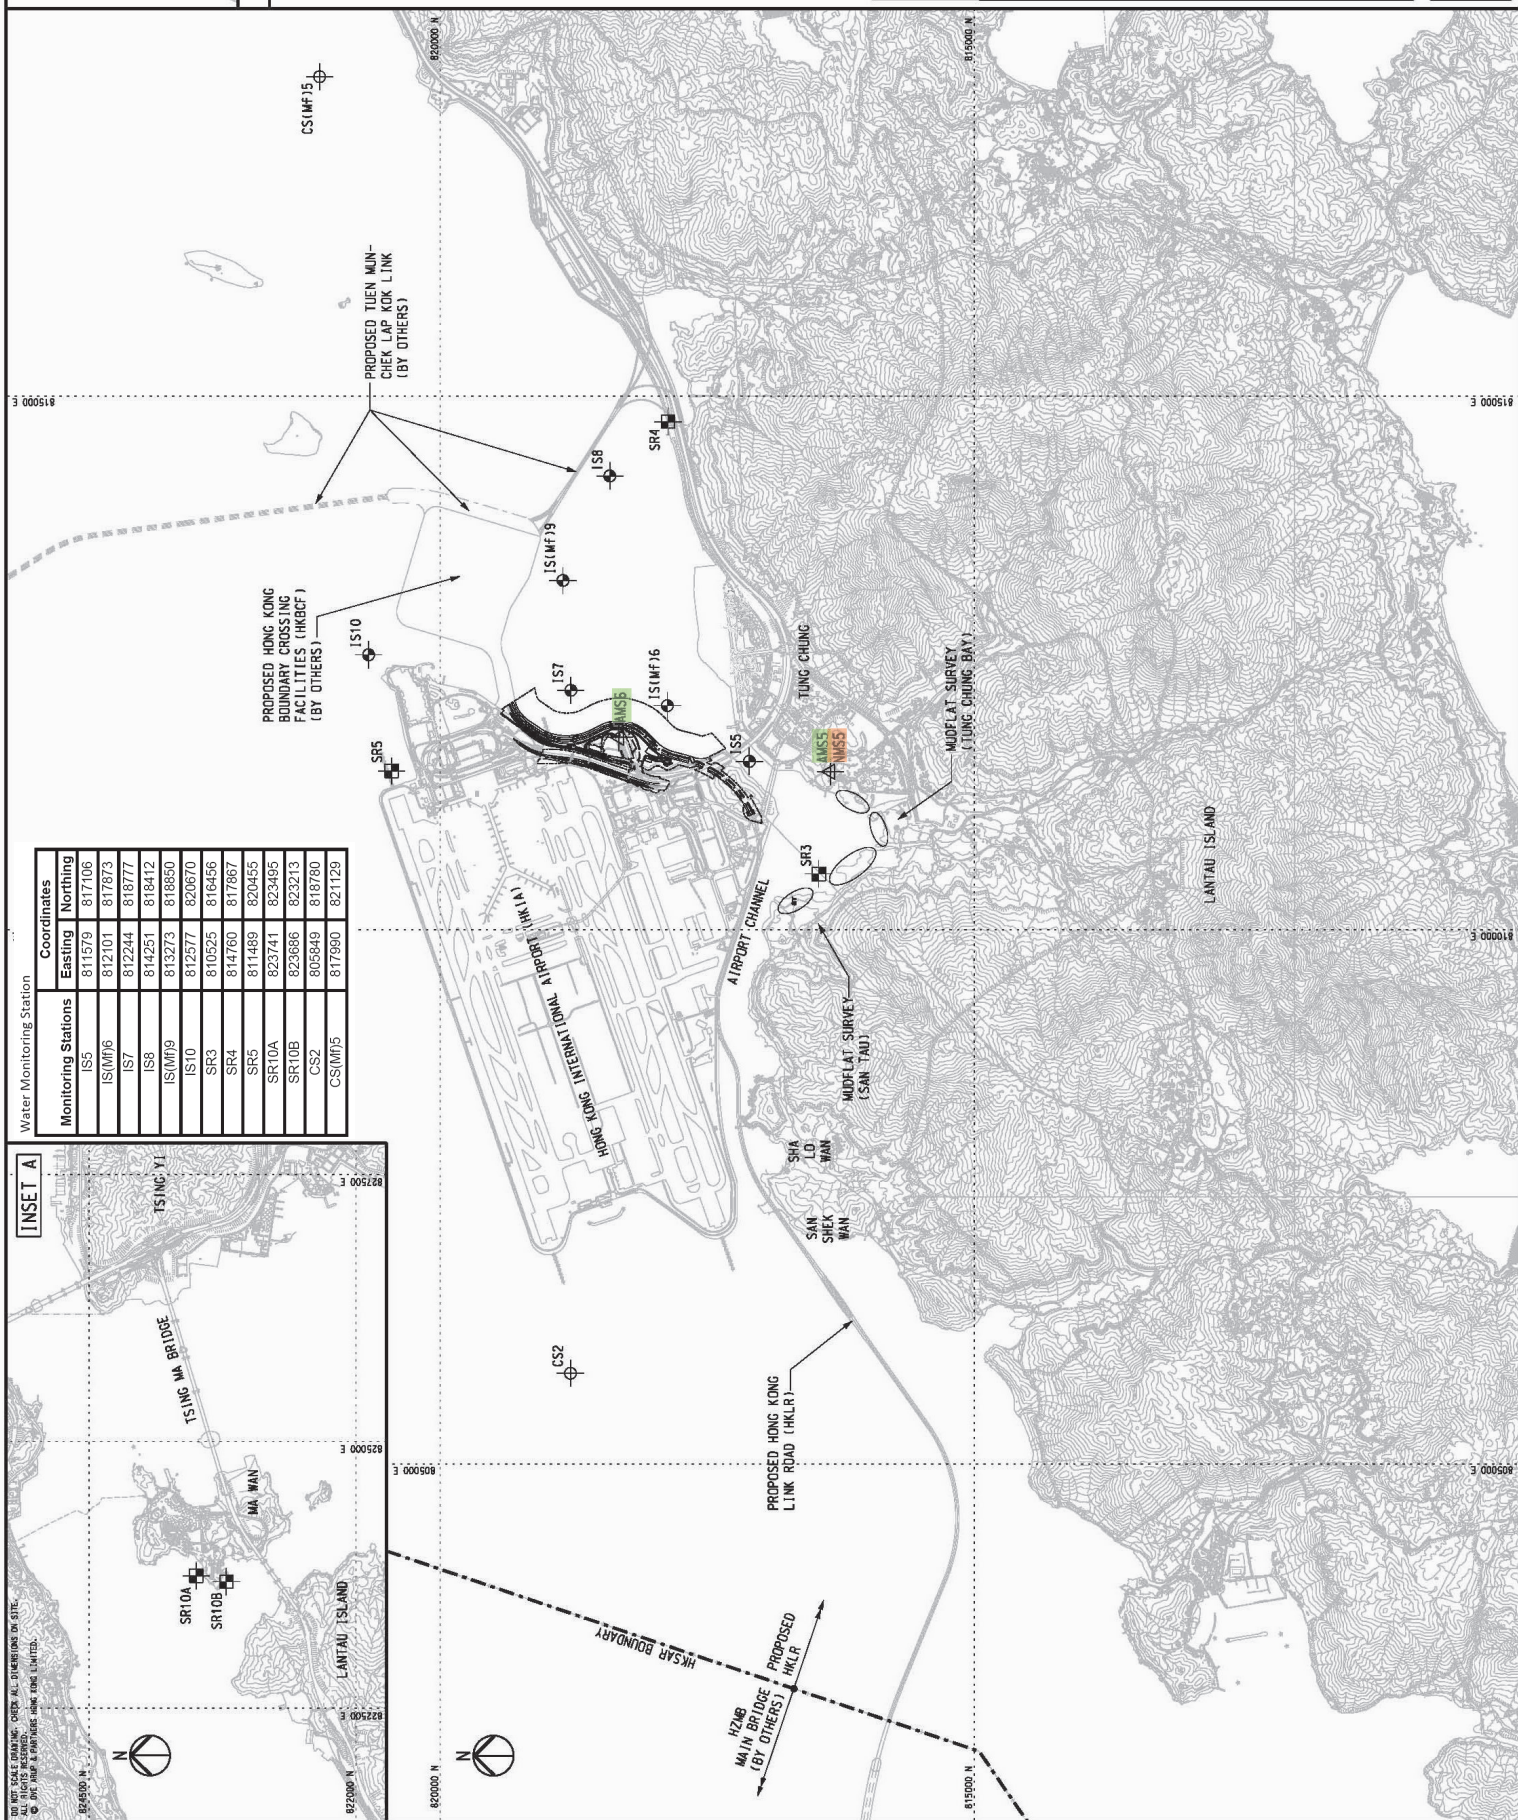 DO NOT SCALE DRAWING. CHECK ALL DIMENSIONS ON SITE.
ALL RIGHTS RESERVED.
© OVE ARUP & PARTNERS HONG KONG LIMITED.
INSET A
N
824500 N
822000 N
822500 E
825000 E
827500 E
TSING YI
TSING MA BRIDGE
MA WAN
SR10A
SR10B
LANTAU ISLAND
Water Monitoring Station
Monitoring Stations Coordinates
Easting Northing
IS5 811579 817106
IS(Mf)6 812101 817873
IS7 812244 818777
IS8 814251 818412
IS(Mf)9 813273 818850
IS10 812577 820670
SR3 810525 816456
SR4 814760 817867
SR5 811489 820455
SR10A 823741 823495
SR10B 823686 823213
CS2 805849 818780
CS(Mf)5 817990 821129
N
820000 N
815000 N
820000 N
815000 N
805000 E
815000 E
805000 E
810000 E
815000 E
CS(Mf)5
PROPOSED TUEN MUN-
CHEK LAP KOK LINK
(BY OTHERS)
PROPOSED HONG KONG
BOUNDARY CROSSING
FACILITIES (HKBCF)
(BY OTHERS)
IS10
SR5
IS(Mf)9
IS8
SR4
IS7
AMS6
IS(Mf)6
IS5
TUNG CHUNG
AMS5
NMS5
MUDFLAT SURVEY
(TUNG CHUNG BAY)
SR3
HONG KONG INTERNATIONAL AIRPORT (HKIA)
AIRPORT CHANNEL
MUDFLAT SURVEY
(SAN TAU)
LANTAU ISLAND
SHA
LO
WAN
SAN
SHEK
WAN
CS2
PROPOSED HONG KONG
LINK ROAD (HKLR)
HKSAR BOUNDARY
HZMB
MAIN BRIDGE
(BY OTHERS)
PROPOSED
HKLR